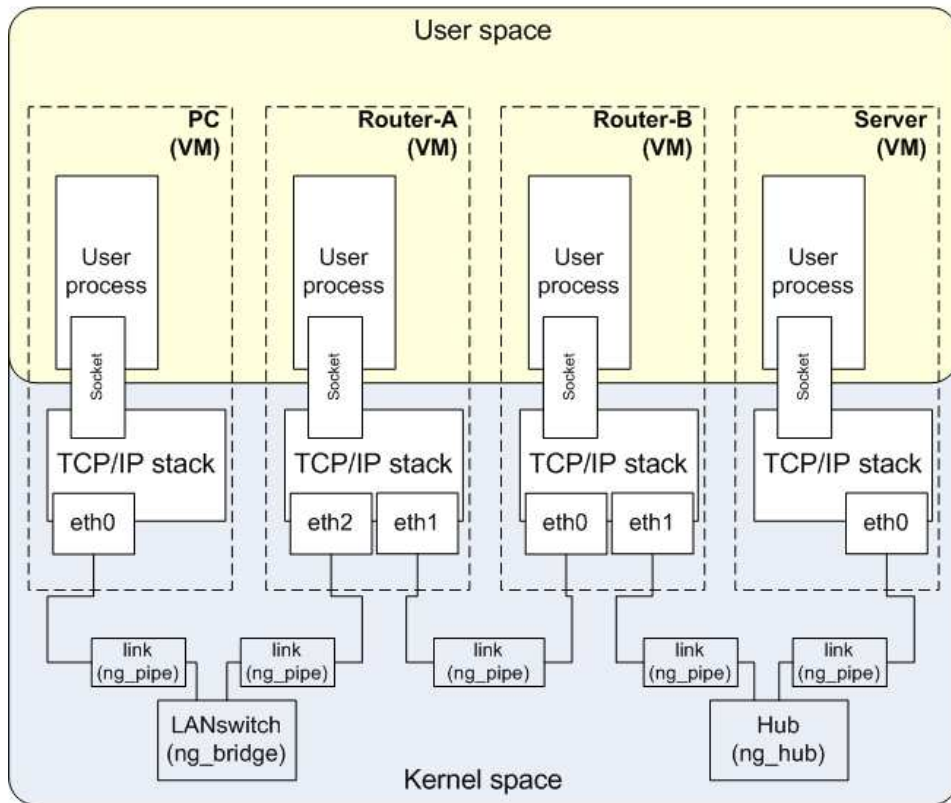 User space
PC
(VM)
Router-A
(VM)
Router-B
(VM)
Server
(VM)
User
process
User
process
User
process
User
process
Socket
Socket
Socket
Socket
TCP/IP stack
TCP/IP stack
TCP/IP stack
TCP/IP stack
eth0
eth2
eth1
eth0
eth1
eth0
link
(ng_pipe)
link
(ng_pipe)
link
(ng_pipe)
link
(ng_pipe)
link
(ng_pipe)
LANswitch
(ng_bridge)
Hub
(ng_hub)
Kernel space